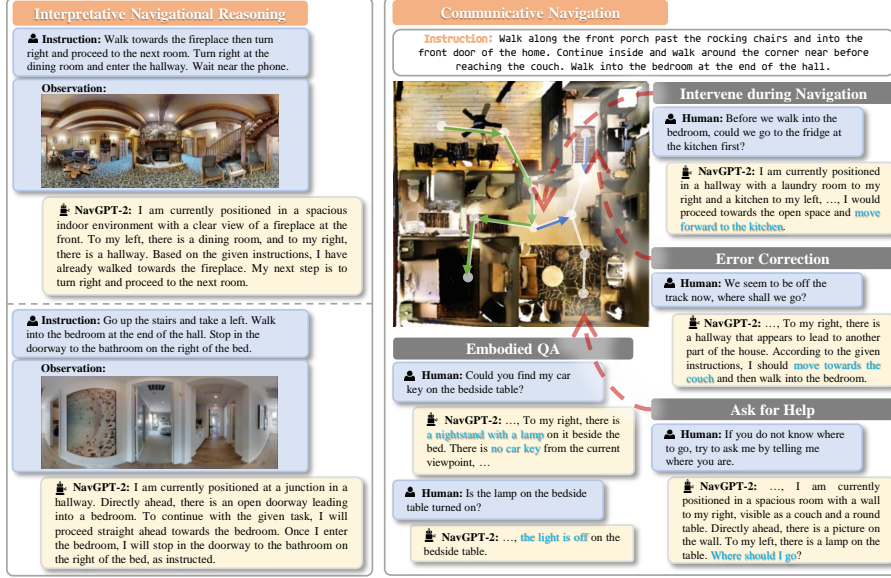 Interpretative Navigational Reasoning
Instruction: Walk towards the fireplace then turn
right and proceed to the next room. Turn right at the
dining room and enter the hallway. Wait near the phone.
Observation:
NavGPT-2: I am currently positioned in a spacious
indoor environment with a clear view of a fireplace at the
front. To my left, there is a dining room, and to my right,
there is a hallway. Based on the given instructions, I have
already walked towards the fireplace. My next step is to
turn right and proceed to the next room.
Instruction: Go up the stairs and take a left. Walk
into the bedroom at the end of the hall. Stop in the
doorway to the bathroom on the right of the bed.
Observation:
NavGPT-2: I am currently positioned at a junction in a
hallway. Directly ahead, there is an open doorway leading
into a bedroom. To continue with the given task, I will
proceed straight ahead towards the bedroom. Once I enter
the bedroom, I will stop in the doorway to the bathroom on
the right of the bed, as instructed.
Communicative Navigation
Instruction: Walk along the front porch past the rocking chairs and into the
front door of the home. Continue inside and walk around the corner near before
reaching the couch. Walk into the bedroom at the end of the hall.
Intervene during Navigation
Human: Before we walk into the
bedroom, could we go to the fridge at
the kitchen first?
NavGPT-2: I am currently positioned
in a hallway with a laundry room to my
right and a kitchen to my left, …, I would
proceed towards the open space and move
forward to the kitchen.
Error Correction
Human: We seem to be off the
track now, where shall we go?
NavGPT-2: …, To my right, there is
a hallway that appears to lead to another
part of the house. According to the given
instructions, I should move towards the
couch and then walk into the bedroom.
Embodied QA
Human: Could you find my car
key on the bedside table?
NavGPT-2: …, To my right, there is
a nightstand with a lamp on it beside the
bed. There is no car key from the current
viewpoint, …
Human: Is the lamp on the bedside
table turned on?
NavGPT-2: …, the light is off on the
bedside table.
Ask for Help
Human: If you do not know where
to go, try to ask me by telling me
where you are.
NavGPT-2: …, I am currently
positioned in a spacious room with a wall
to my right, visible as a couch and a round
table. Directly ahead, there is a picture on
the wall. To my left, there is a lamp on the
table. Where should I go?